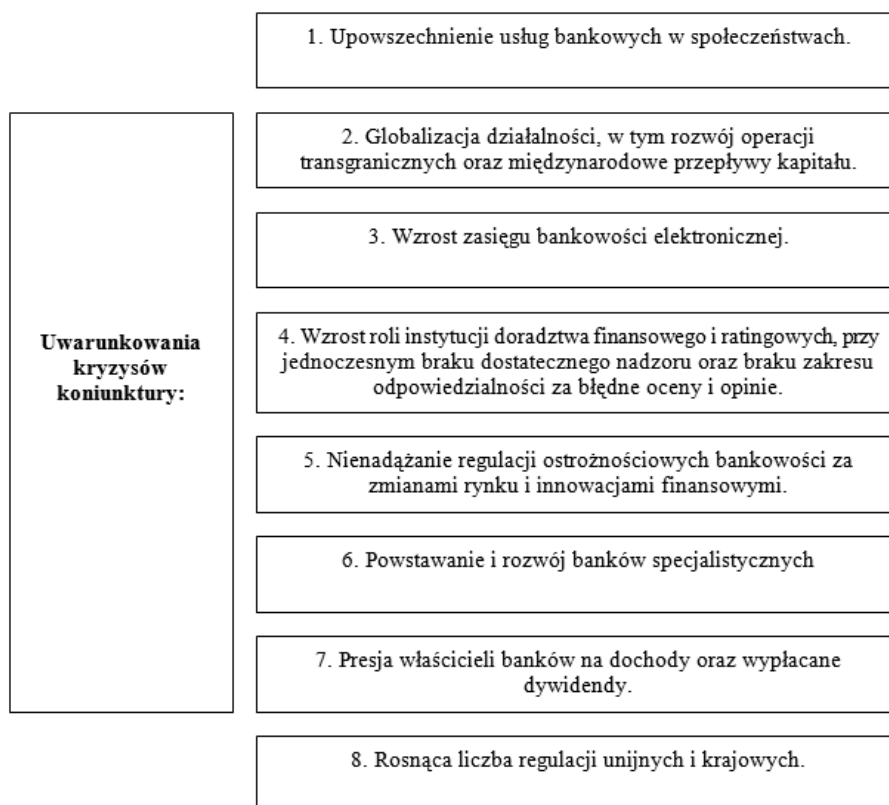 1. Upowszechnienie usług bankowych w społeczeństwach.
2. Globalizacja działalności, w tym rozwój operacji
transgranicznych oraz międzynarodowe przepływy kapitału.
3. Wzrost zasięgu bankowości elektronicznej.
Uwarunkowania
kryzysów
koniunktury:
4. Wzrost roli instytucji doradztwa finansowego i ratingowych, przy
jednoczesnym braku dostatecznego nadzoru oraz braku zakresu
odpowiedzialności za błędne oceny i opinie.
5. Nienadążanie regulacji ostrożnościowych bankowości za
zmianami rynku i innowacjami finansowymi.
6. Powstawanie i rozwój banków specjalistycznych
7. Presja właścicieli banków na dochody oraz wypłacane
dywidendy.
8. Rosnąca liczba regulacji unijnych i krajowych.